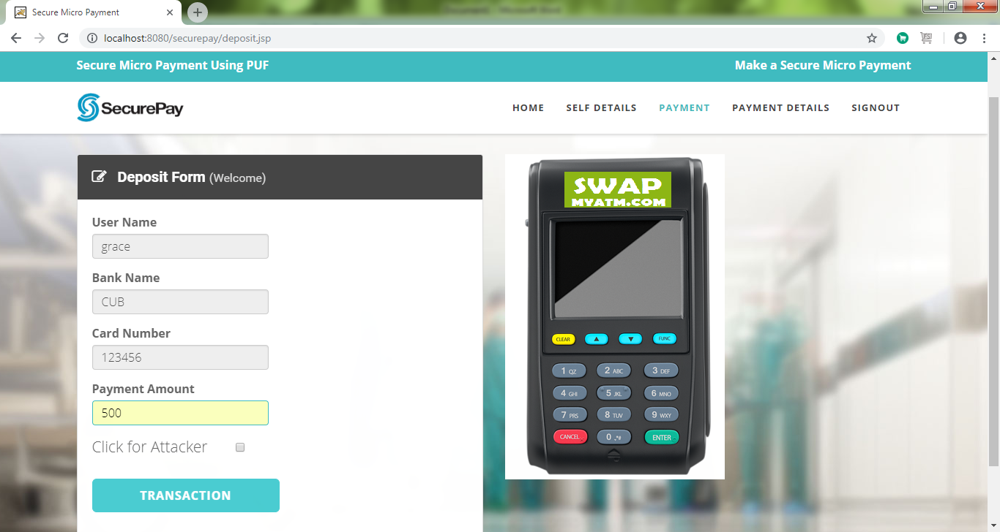 Secure Micro Payment
localhost:8080/securepay/deposit.jsp
Secure Micro Payment Using PUF
Make a Secure Micro Payment
SecurePay
HOME SELF DETAILS PAYMENT PAYMENT DETAILS SIGNOUT
Deposit Form (Welcome)
User Name
grace
Bank Name
CUB
Card Number
123456
Payment Amount
500
Click for Attacker
TRANSACTION
SWAP
MYATM.COM
CLEAR FUNC
1 QZ 2 ABC 3 DEF
4 GHI 5 JKL 6 MNO
7 PRS 8 TUV 9 WXY
CANCEL 0 ENTER